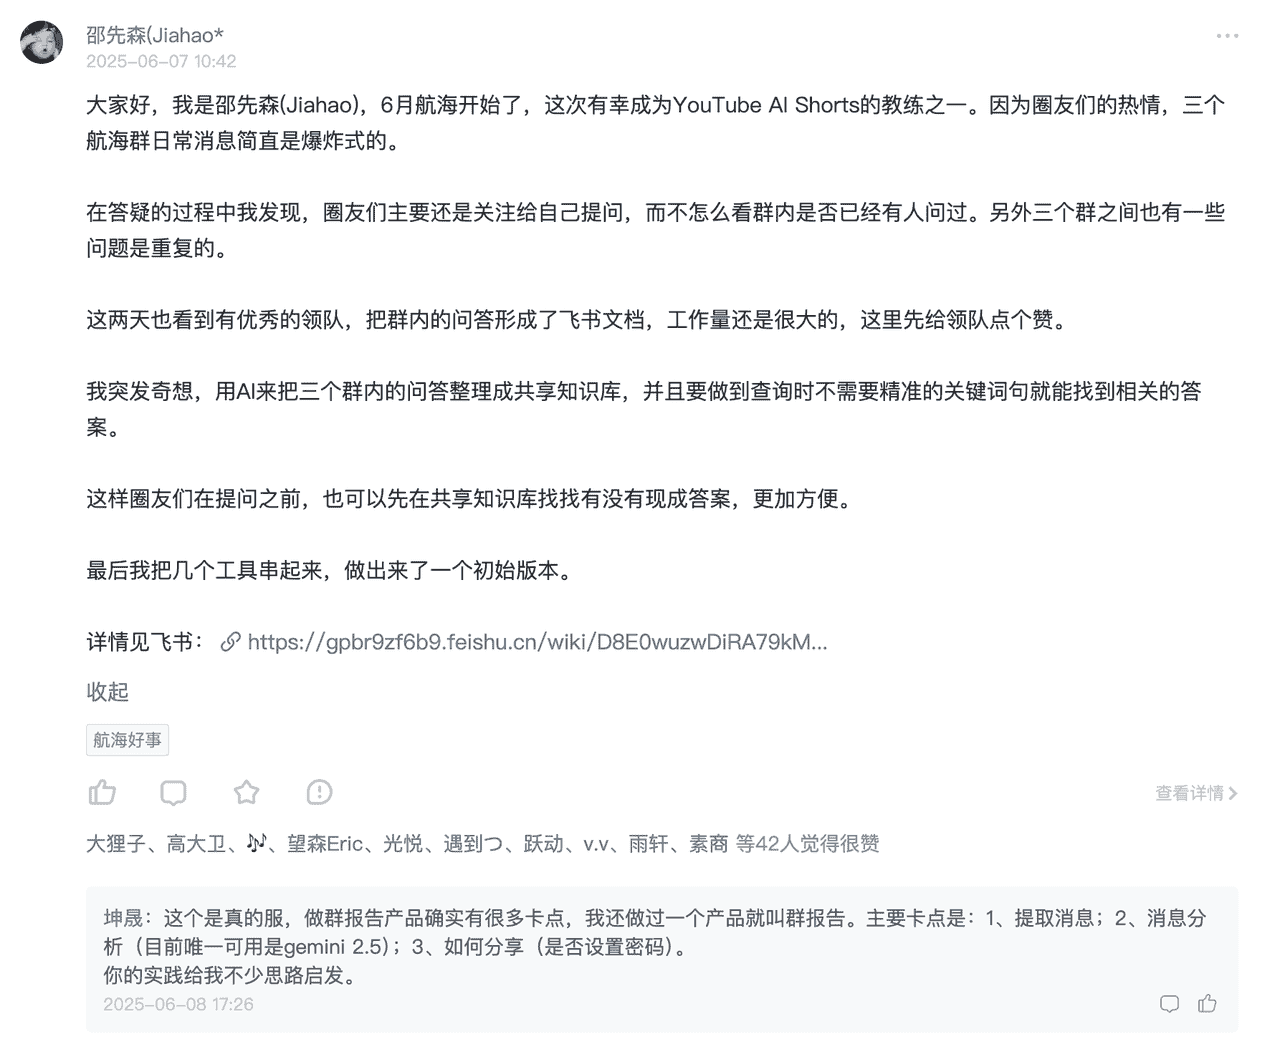 邵先森(Jiahao*
2025-06-07 10:42
大家好，我是邵先森(Jiahao)，6月航海开始了，这次有幸成为YouTube AI Shorts的教练之一。因为圈友们的热情，三个
航海群日常消息简直是爆炸式的。
在答疑的过程中我发现，圈友们主要还是关注给自己提问，而不怎么看群内是否已经有人问过。另外三个群之间也有一些
问题是重复的。
这两天也看到有优秀的领队，把群内的问答形成了飞书文档，工作量还是很大的，这里先给领队点个赞。
我突发奇想，用AI来把三个群内的问答整理成共享知识库，并且要做到查询时不需要精准的关键词句就能找到相关的答
案。
这样圈友们在提问之前，也可以先在共享知识库找找有没有现成答案，更加方便。
最后我把几个工具串起来，做出来了一个初始版本。
详情见飞书： https://gpbr9zf6b9.feishu.cn/wiki/D8E0wuzwDiRA79kM...
收起
航海好事
查看详情
大狸子、高大卫、🎶、望森Eric、光悦、遇到つ、跃动、v.v、雨轩、素商 等42人觉得很赞
坤晟：这个是真的服，做群报告产品确实有很多卡点，我还做过一个产品就叫群报告。主要卡点是：1、提取消息；2、消息分
析（目前唯一可用是gemini 2.5）；3、如何分享（是否设置密码）。
你的实践给我不少思路启发。
2025-06-08 17:26